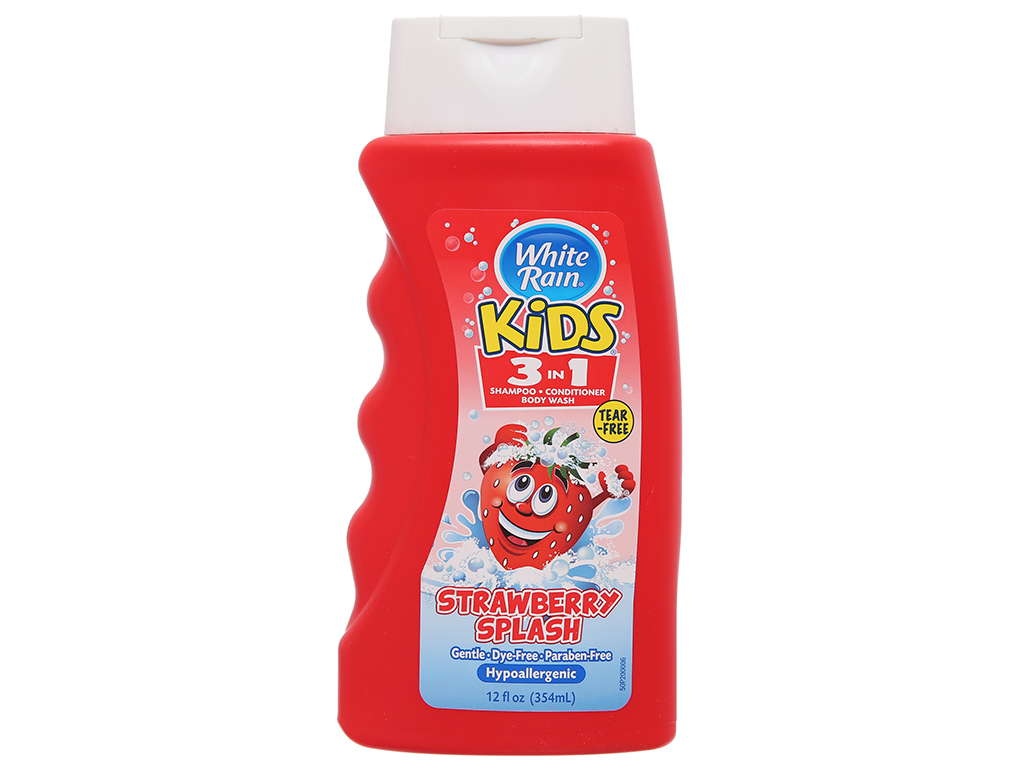 White
Rain®
KiDS®
3 IN 1
SHAMPOO • CONDITIONER
BODY WASH
TEAR
-FREE
STRAWBERRY
SPLASH
Gentle • Dye-Free • Paraben-Free
Hypoallergenic
12 fl oz (354mL)
50P200006